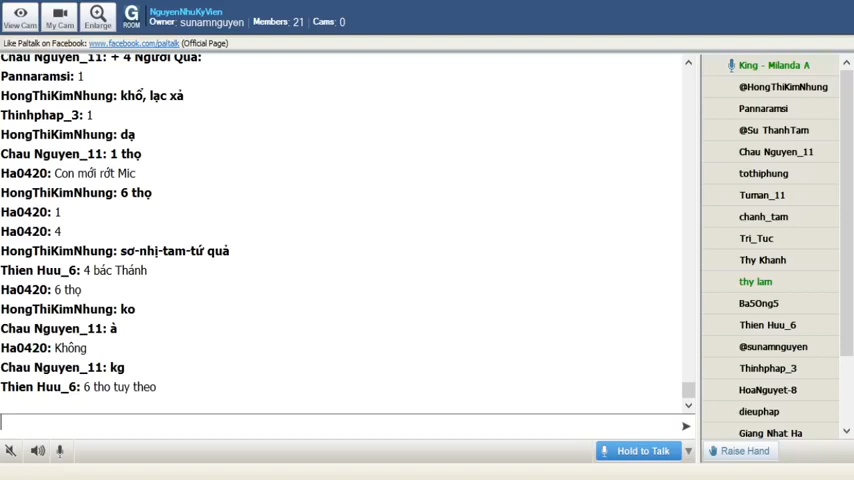 NguyenNhuKyVien
G
ROOM
Owner: sunamnguyen Members: 21 Cams: 0
View Cam My Cam Enlarge
Like Paltalk on Facebook: www.facebook.com/paltalk (Official Page)
Chau Nguyen_11: + 4 Người Quả:
Pannaramsi: 1
HongThiKimNhung: khổ, lạc xả
Thinhphap_3: 1
HongThiKimNhung: dạ
Chau Nguyen_11: 1 thọ
Ha0420: Con mới rớt Mic
HongThiKimNhung: 6 thọ
Ha0420: 1
Ha0420: 4
HongThiKimNhung: sơ-nhị-tam-tứ quả
Thien Huu_6: 4 bác Thánh
Ha0420: 6 thọ
HongThiKimNhung: ko
Chau Nguyen_11: à
Ha0420: Không
Chau Nguyen_11: kg
Thien Huu_6: 6 tho tuy theo
King - Milanda A
@HongThiKimNhung
Pannaramsi
@Su ThanhTam
Chau Nguyen_11
tothiphung
Tuman_11
chanh_tam
Tri_Tuc
Thy Khanh
thy lam
Ba5Ong5
Thien Huu_6
@sunamnguyen
Thinhphap_3
HoaNguyet-8
dieuphap
Giang Nhat Ha
Hold to Talk
Raise Hand